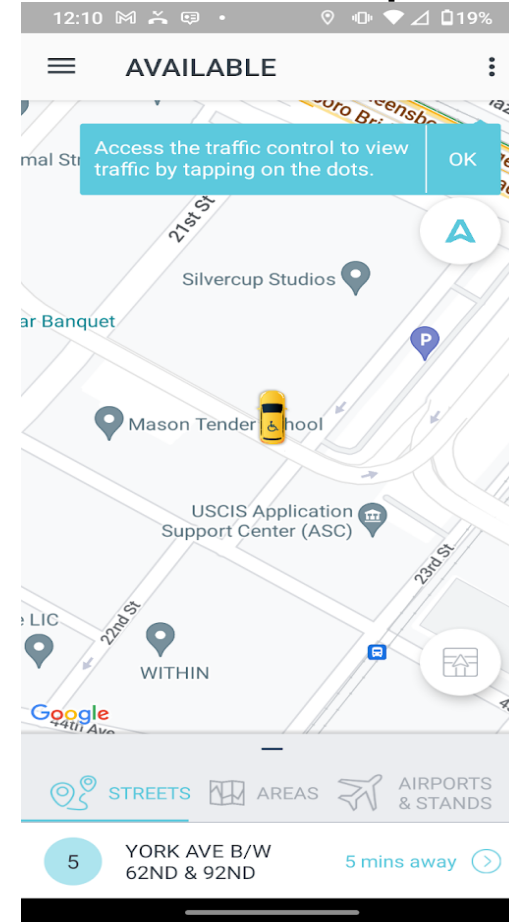 12:10
19%
AVAILABLE
Access the traffic control to view
traffic by tapping on the dots.
OK
21st St
Silvercup Studios
ar Banquet
P
Mason Tender
hool
USCIS Application
Support Center (ASC)
23rd St
22nd St
LIC
WITHIN
Google
44th Ave
STREETS
AREAS
AIRPORTS
& STANDS
5
YORK AVE B/W
62ND & 92ND
5 mins away